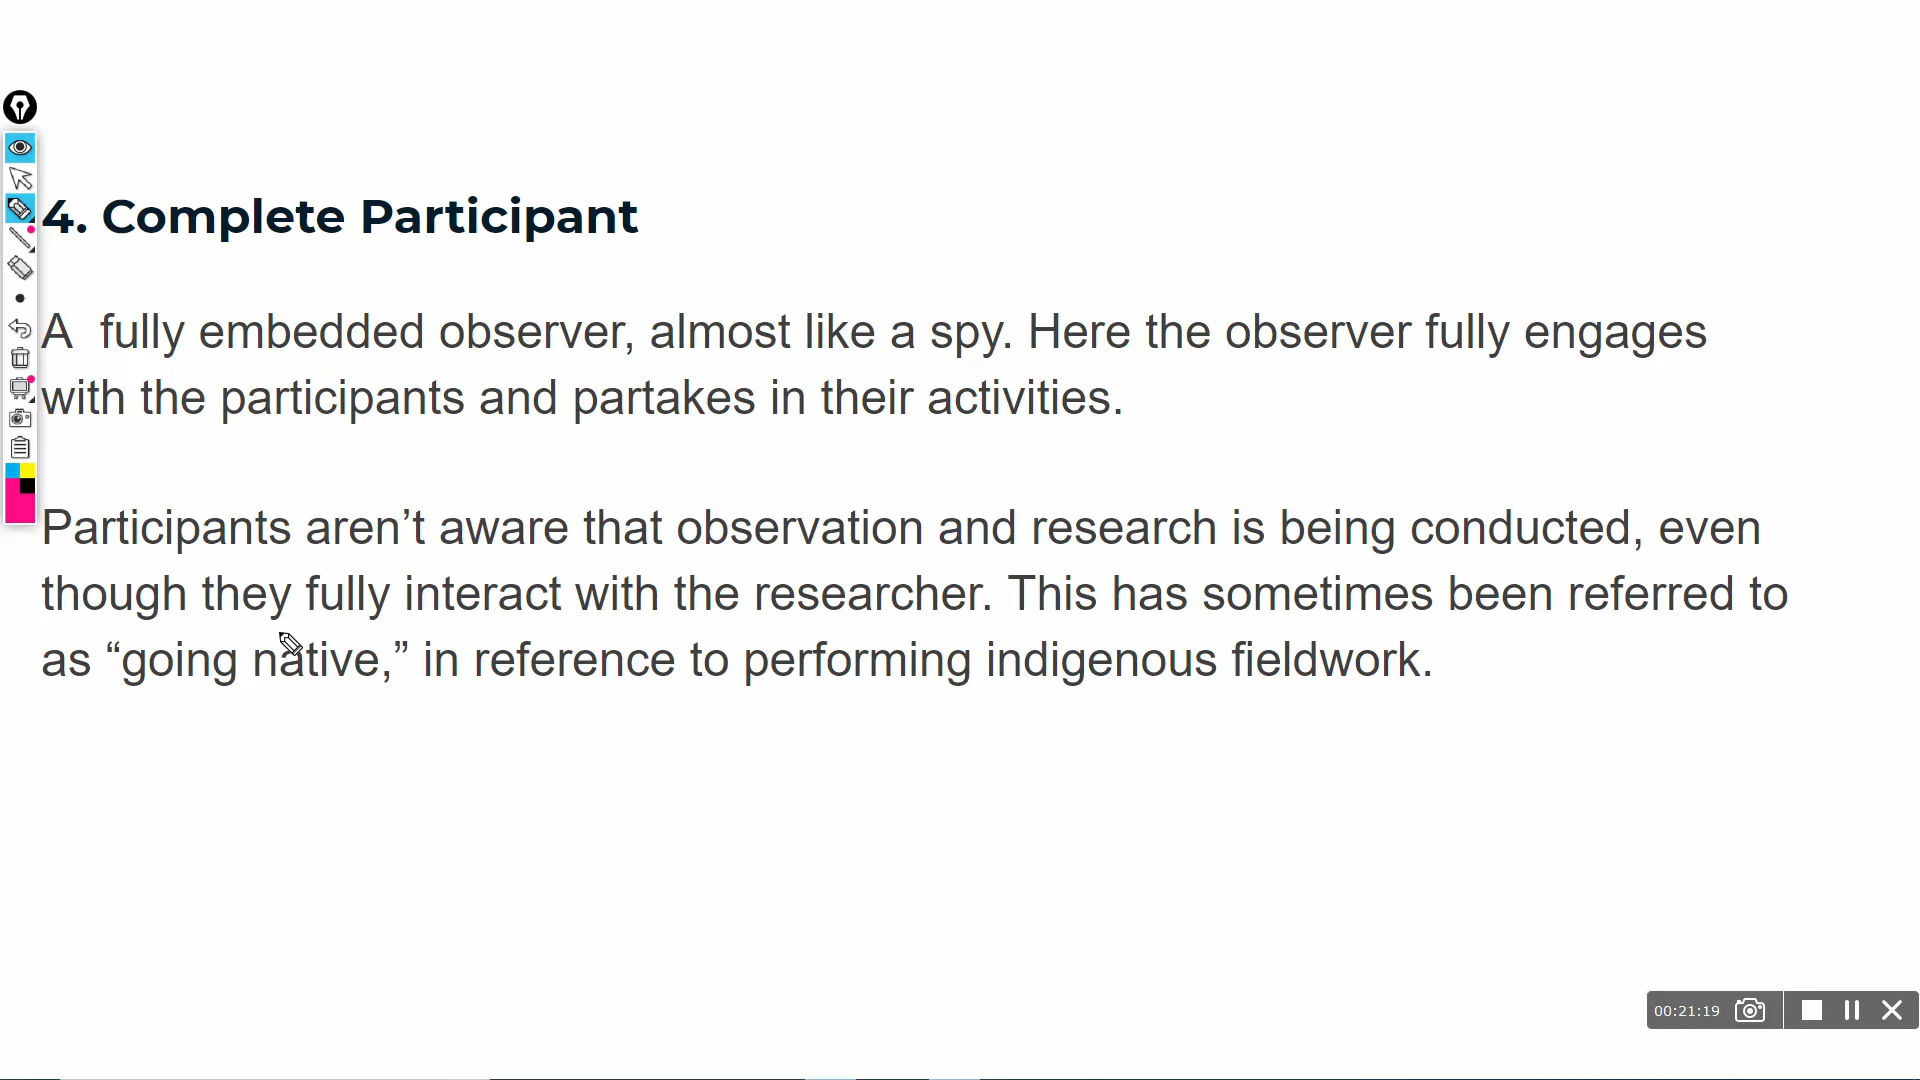 4. Complete Participant
A fully embedded observer, almost like a spy. Here the observer fully engages
with the participants and partakes in their activities.
Participants aren’t aware that observation and research is being conducted, even
though they fully interact with the researcher. This has sometimes been referred to
as “going native,” in reference to performing indigenous fieldwork.
00:21:19